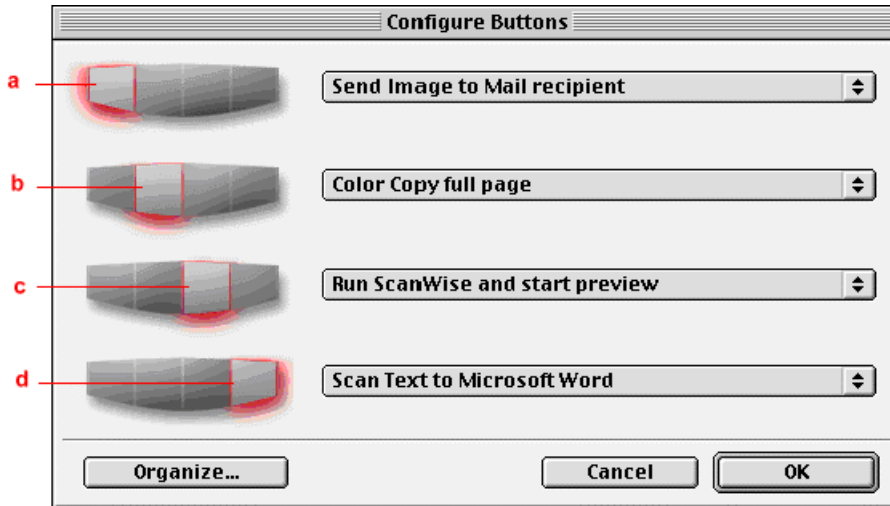 Configure Buttons
a
Send Image to Mail recipient
b
Color Copy full page
c
Run ScanWise and start preview
d
Scan Text to Microsoft Word
Organize...
Cancel
OK